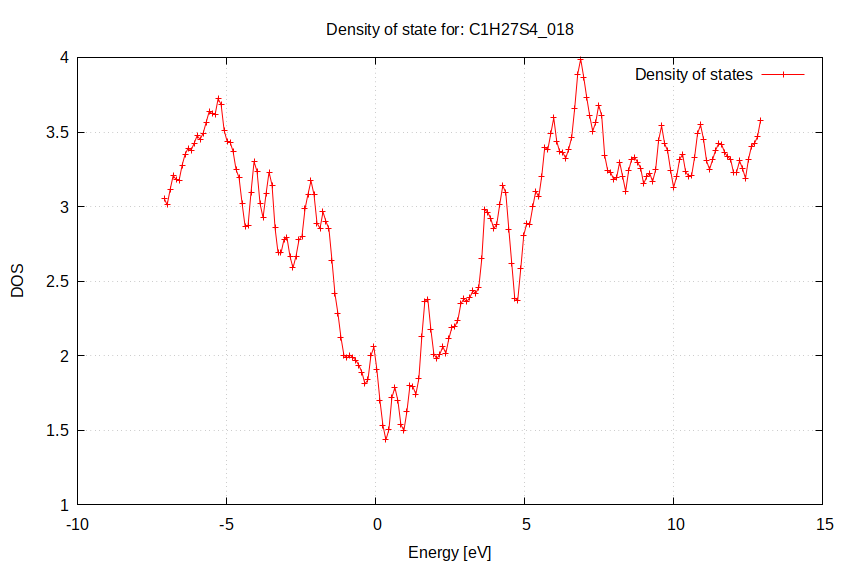 Density of state for: C1H27S4_018
Density of states
4
3.5
3
2.5
2
1.5
1
DOS
-10 -5 0 5 10 15
Energy [eV]